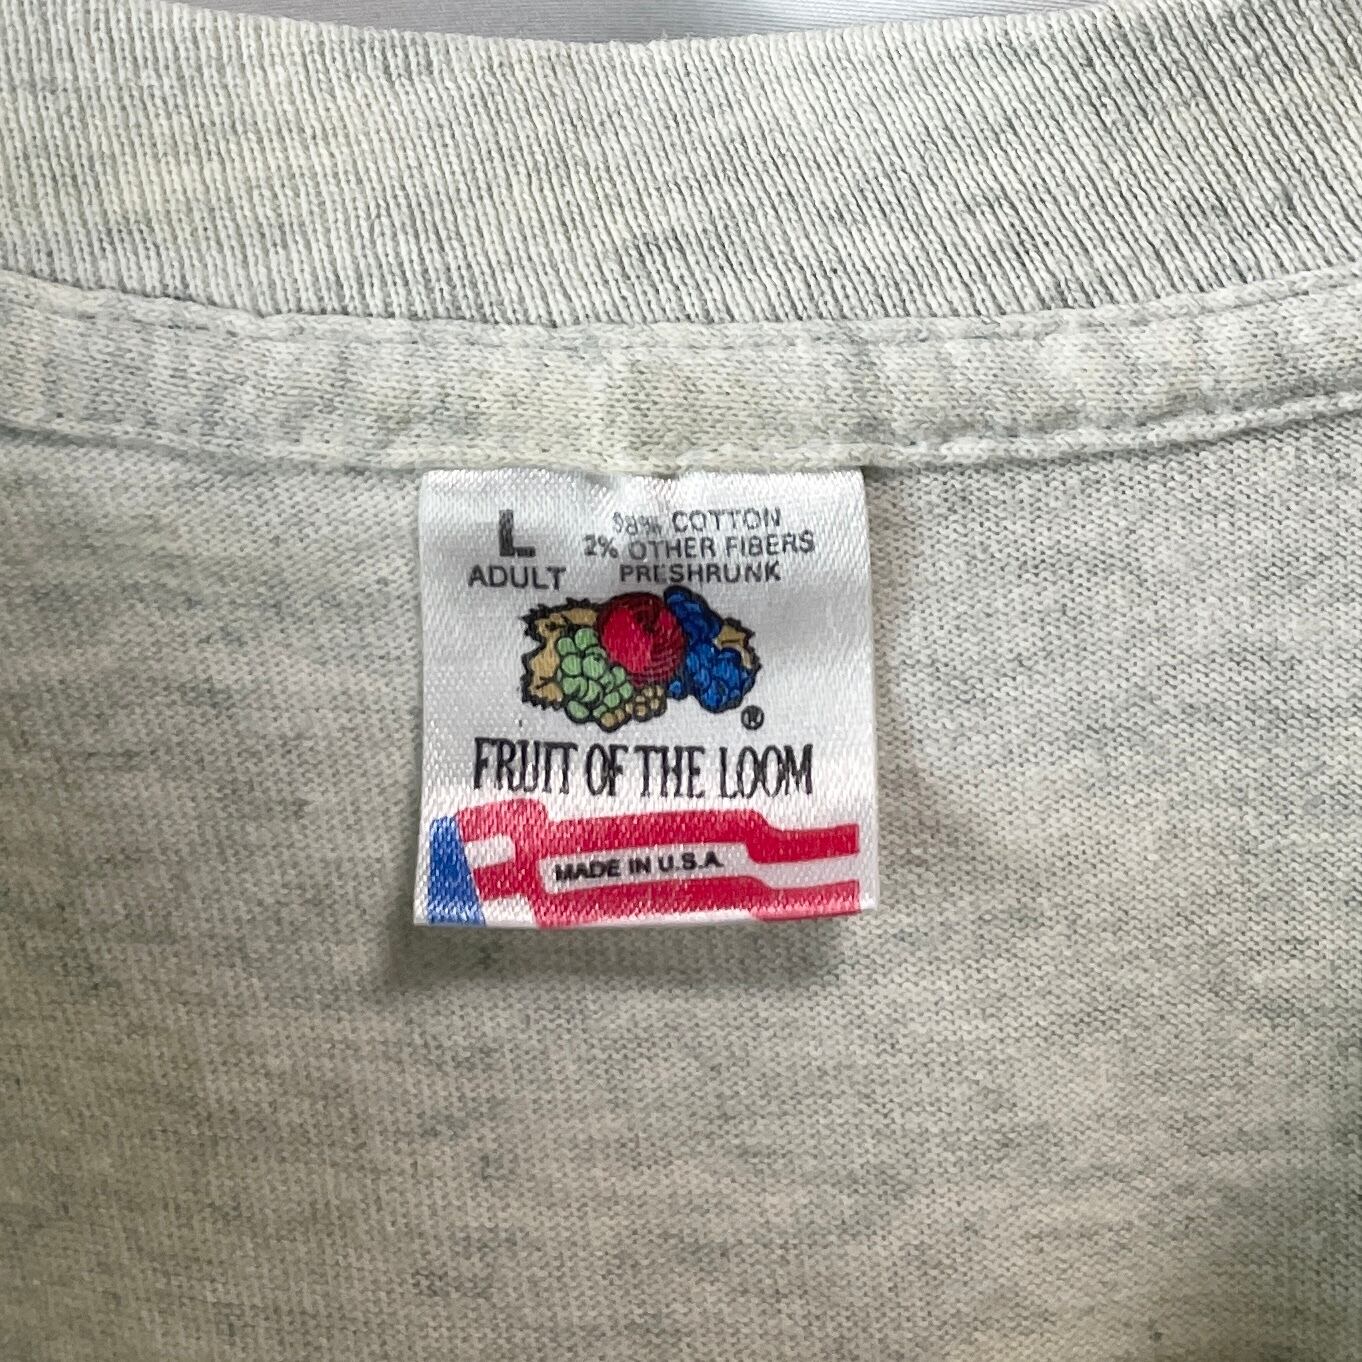 L
ADULT
98% COTTON
2% OTHER FIBERS
PRESHRUNK
®
FRUIT OF THE LOOM
MADE IN U.S.A.